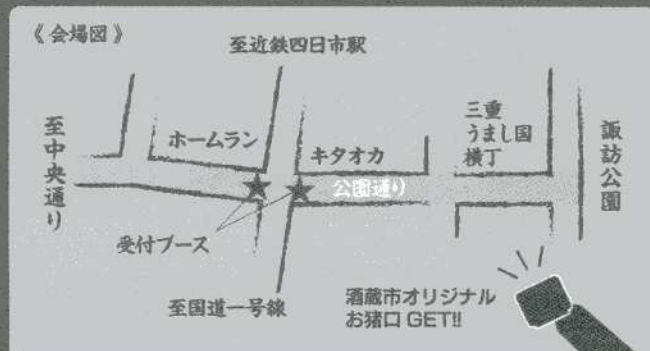 《会場図》
至近鉄四日市駅
至中央通り
ホームラン
キタオカ
三重
うまし国
横丁
諏訪公園
公園通り
受付ブース
至国道一号線
酒蔵市オリジナル
お猪口 GET!!